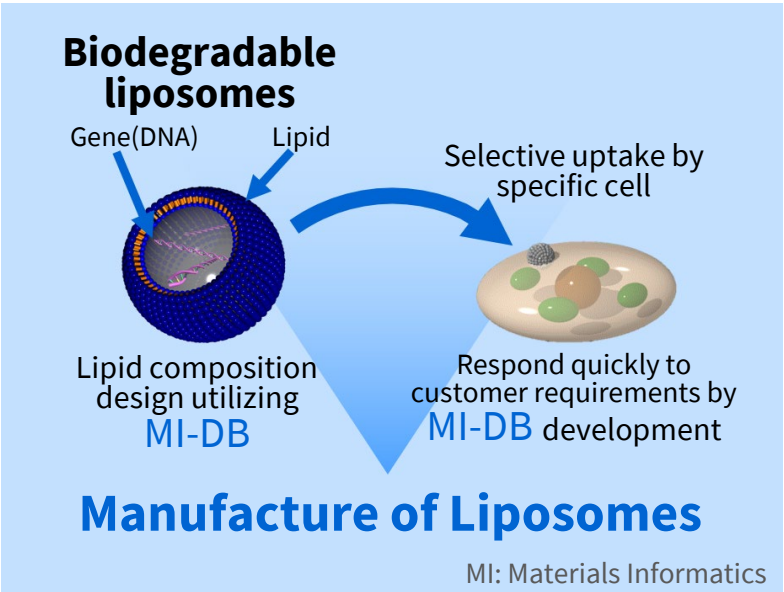 Biodegradable
liposomes
Gene(DNA)
Lipid
Selective uptake by
specific cell
Lipid composition
design utilizing
MI-DB
Respond quickly to
customer requirements by
MI-DB development
Manufacture of Liposomes
MI: Materials Informatics